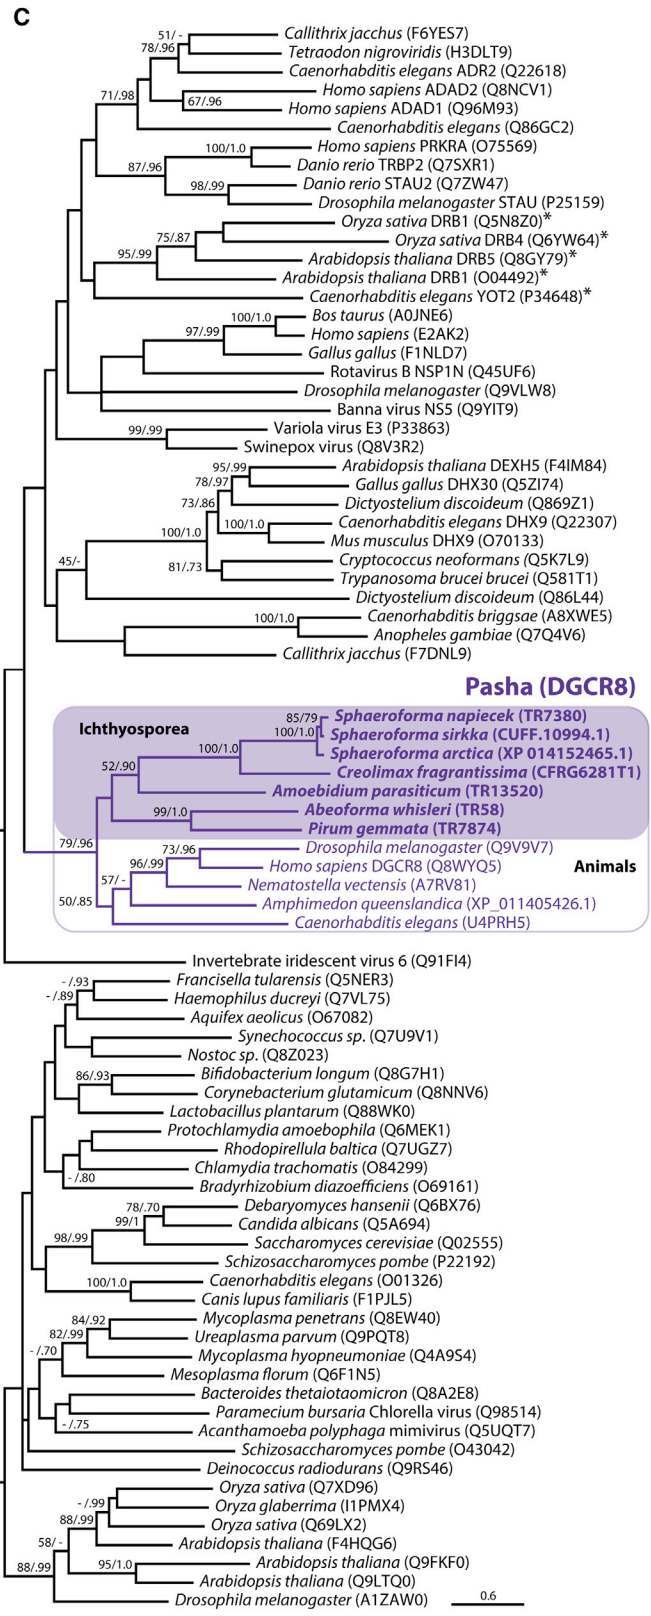 C
51/ -
Callithrix jacchus (F6YES7)
78/.96
Tetraodon nigroviridis (H3DLT9)
Caenorhabditis elegans ADR2 (Q22618)
Homo sapiens ADAD2 (Q8NCV1)
71/.98
67/.96
Homo sapiens ADAD1 (Q96M93)
Caenorhabditis elegans (Q86GC2)
100/1.0
Homo sapiens PRKRA (O75569)
87/.96
Danio rerio TRBP2 (Q7SXR1)
98/.99
Danio rerio STAU2 (Q7ZW47)
Drosophila melanogaster STAU (P25159)
Oryza sativa DRB1 (Q5N8Z0)*
75/.87
Oryza sativa DRB4 (Q6YW64)*
95/.99
Arabidopsis thaliana DRB5 (Q8GY79)*
Arabidopsis thaliana DRB1 (O04492)*
Caenorhabditis elegans YOT2 (P34648)*
100/1.0
Bos taurus (A0JNE6)
97/.99
Homo sapiens (E2AK2)
Gallus gallus (F1NLD7)
Rotavirus B NSP1N (Q45UF6)
Drosophila melanogaster (Q9VLW8)
Banna virus NS5 (Q9YIT9)
99/.99
Variola virus E3 (P33863)
Swinepox virus (Q8V3R2)
95/.99
Arabidopsis thaliana DEXH5 (F4IM84)
78/.97
Gallus gallus DHX30 (Q5ZI74)
73/.86
Dictyostelium discoideum (Q869Z1)
100/1.0
100/1.0
Caenorhabditis elegans DHX9 (Q22307)
Mus musculus DHX9 (O70133)
45/-
81/.73
Cryptococcus neoformans (Q5K7L9)
Trypanosoma brucei brucei (Q581T1)
Dictyostelium discoideum (Q86L44)
100/1.0
Caenorhabditis briggsae (A8XWE5)
Anopheles gambiae (Q7Q4V6)
Callithrix jacchus (F7DNL9)
Pasha (DGCR8)
Ichthyosporea
85/79
Sphaeroforma napiecek (TR7380)
100/1.0
Sphaeroforma sirkka (CUFF.10994.1)
100/1.0
Sphaeroforma arctica (XP 014152465.1)
52/.90
Creolimax fragrantissima (CFRG6281T1)
Amoebidium parasiticum (TR13520)
99/1.0
Abeoforma whisleri (TR58)
Pirum gemmata (TR7874)
79/.96
73/.96
Drosophila melanogaster (Q9V9V7)
96/.99
Homo sapiens DGCR8 (Q8WYQ5)
Animals
57/ -
Nematostella vectensis (A7RV81)
50/.85
Amphimedon queenslandica (XP_011405426.1)
Caenorhabditis elegans (U4PRH5)
Invertebrate iridescent virus 6 (Q91FI4)
- /.93
Francisella tularensis (Q5NER3)
- /.89
Haemophilus ducreyi (Q7VL75)
Aquifex aeolicus (O67082)
Synechococcus sp. (Q7U9V1)
Nostoc sp. (Q8Z023)
86/.93
Bifidobacterium longum (Q8G7H1)
Corynebacterium glutamicum (Q8NNV6)
Lactobacillus plantarum (Q88WK0)
Protochlamydia amoebophila (Q6MEK1)
Rhodopirellula baltica (Q7UGZ7)
Chlamydia trachomatis (O84299)
- /.80
Bradyrhizobium diazoefficiens (O69161)
78/.70
Debaryomyces hansenii (Q6BX76)
99/1
Candida albicans (Q5A694)
98/.99
Saccharomyces cerevisiae (Q02555)
Schizosaccharomyces pombe (P22192)
100/1.0
Caenorhabditis elegans (O01326)
Canis lupus familiaris (F1PJL5)
84/.92
Mycoplasma penetrans (Q8EW40)
82/.99
Ureaplasma parvum (Q9PQT8)
- /.70
Mycoplasma hyopneumoniae (Q4A9S4)
Mesoplasma florum (Q6F1N5)
Bacteroides thetaiotaomicron (Q8A2E8)
Paramecium bursaria Chlorella virus (Q98514)
- /.75
Acanthamoeba polyphaga mimivirus (Q5UQT7)
Schizosaccharomyces pombe (O43042)
Deinococcus radiodurans (Q9RS46)
Oryza sativa (Q7XD96)
- /.99
Oryza glaberrima (I1PMX4)
88/.99
Oryza sativa (Q69LX2)
58/ -
Arabidopsis thaliana (F4HQG6)
95/1.0
Arabidopsis thaliana (Q9FKF0)
88/.99
Arabidopsis thaliana (Q9LTQ0)
Drosophila melanogaster (A1ZAW0)
0.6